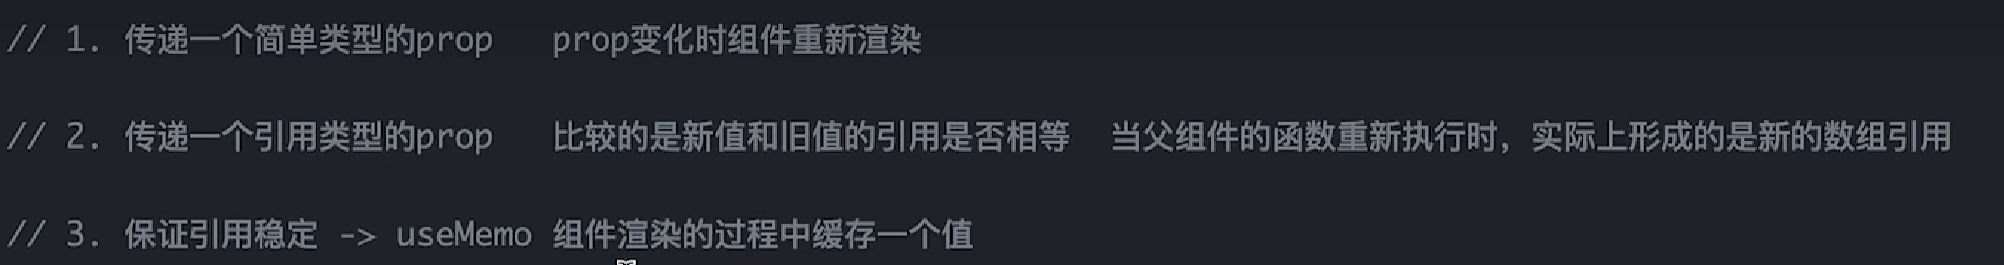 // 1. 传递一个简单类型的prop   prop变化时组件重新渲染
// 2. 传递一个引用类型的prop   比较的是新值和旧值的引用是否相等  当父组件的函数重新执行时，实际上形成的是新的数组引用
// 3. 保证引用稳定 -> useMemo 组件渲染的过程中缓存一个值